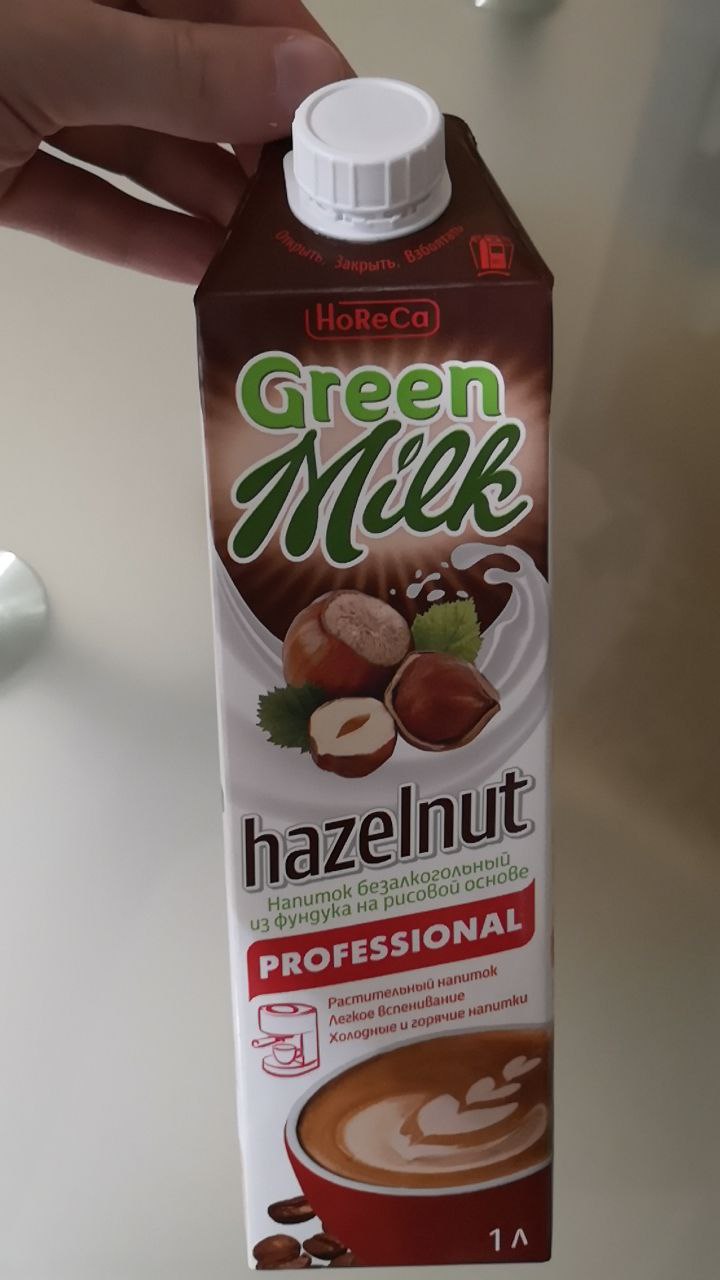 Открыть. Закрыть. Взболтать
HoReCa
Green
Milk
hazelnut
Напиток безалкогольный
из фундука на рисовой основе
PROFESSIONAL
Растительный напиток
Легкое вспенивание
Холодные и горячие напитки
1 л